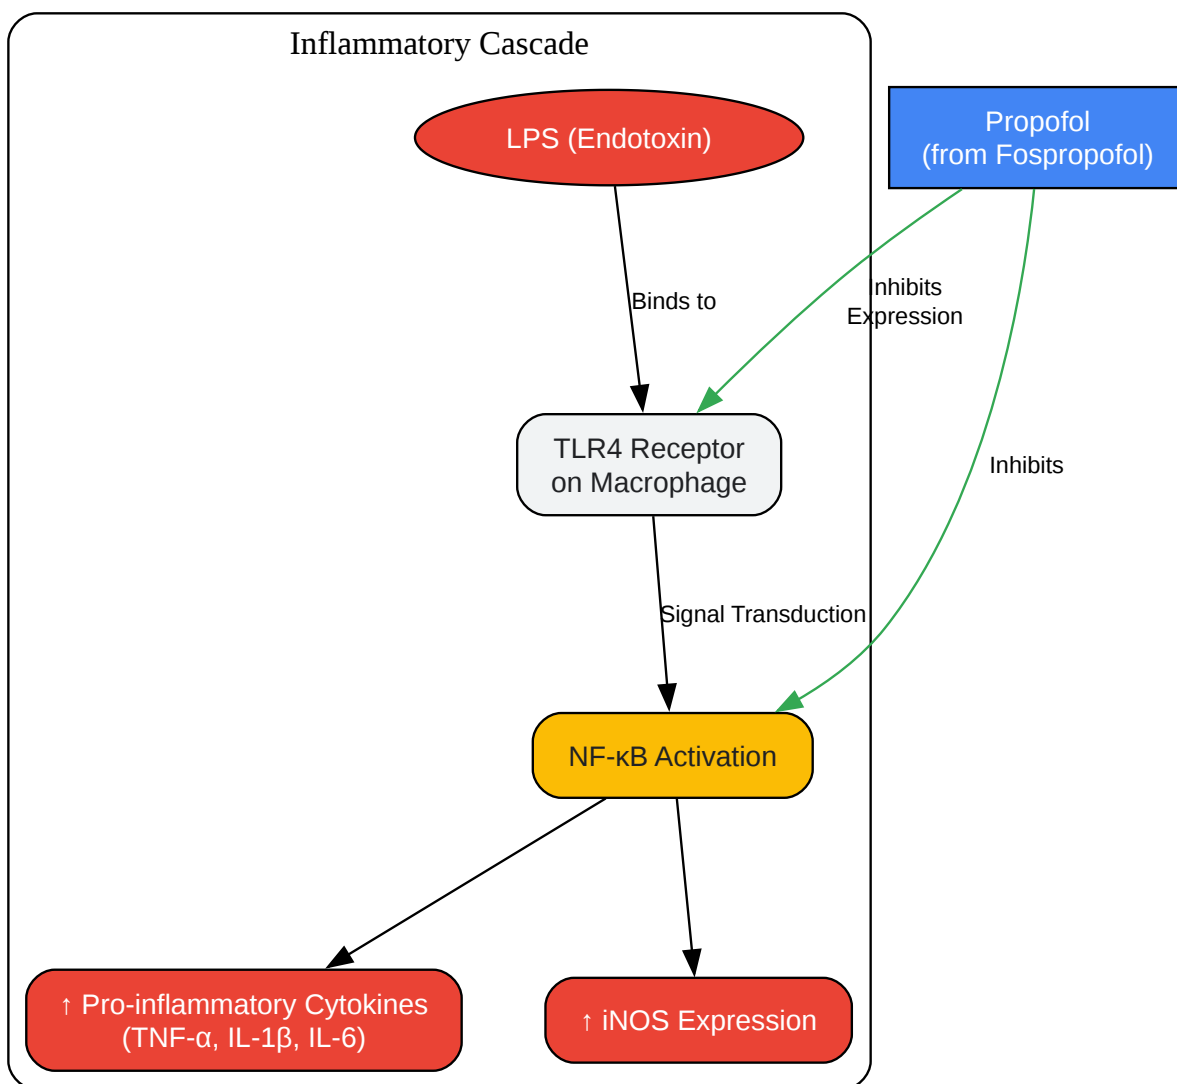 Inflammatory Cascade
LPS (Endotoxin)
Propofol
(from Fospropofol)
Binds to
Inhibits
Expression
TLR4 Receptor
on Macrophage
Inhibits
Signal Transduction
NF-κB Activation
↑ Pro-inflammatory Cytokines
(TNF-α, IL-1β, IL-6)
↑ iNOS Expression